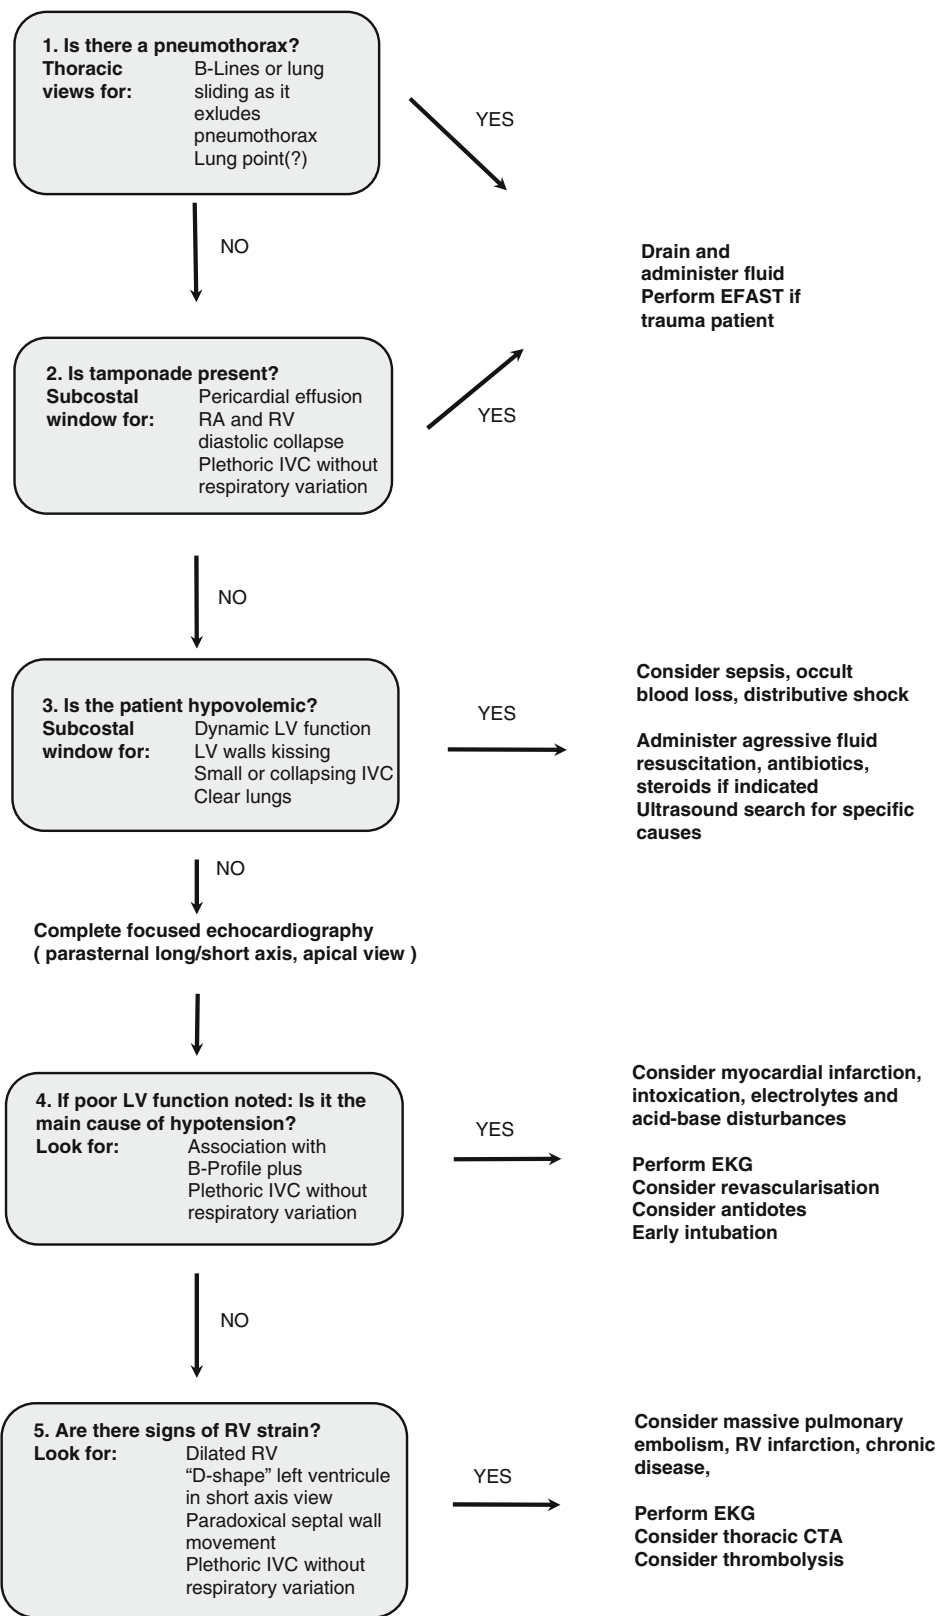 1. Is there a pneumothorax?
Thoracic B-Lines or lung
views for: sliding as it
exludes
pneumothorax
Lung point(?)
YES
NO
Drain and
administer fluid
Perform EFAST if
trauma patient
2. Is tamponade present?
Subcostal Pericardial effusion
window for: RA and RV
diastolic collapse
Plethoric IVC without
respiratory variation
YES
NO
3. Is the patient hypovolemic?
Subcostal Dynamic LV function
window for: LV walls kissing
Small or collapsing IVC
Clear lungs
YES
Consider sepsis, occult
blood loss, distributive shock
Administer agressive fluid
resuscitation, antibiotics,
steroids if indicated
Ultrasound search for specific
causes
NO
Complete focused echocardiography
( parasternal long/short axis, apical view )
4. If poor LV function noted: Is it the
main cause of hypotension?
Look for: Association with
B-Profile plus
Plethoric IVC without
respiratory variation
YES
Consider myocardial infarction,
intoxication, electrolytes and
acid-base disturbances
Perform EKG
Consider revascularisation
Consider antidotes
Early intubation
NO
5. Are there signs of RV strain?
Look for: Dilated RV
“D-shape” left ventricule
in short axis view
Paradoxical septal wall
movement
Plethoric IVC without
respiratory variation
YES
Consider massive pulmonary
embolism, RV infarction, chronic
disease,
Perform EKG
Consider thoracic CTA
Consider thrombolysis